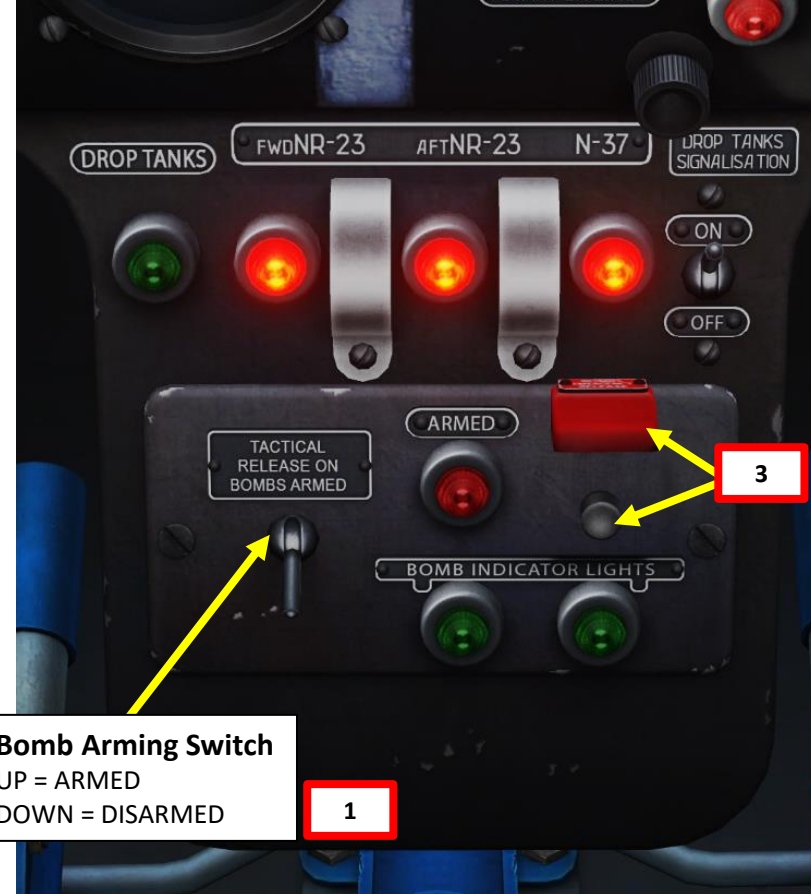 DROP TANKS
FWDNR-23 AFTNR-23 N-37
DROP TANKS
SIGNALISATION
ON
OFF
ARMED
TACTICAL
RELEASE ON
BOMBS ARMED
3
BOMB INDICATOR LIGHTS
Bomb Arming Switch
UP = ARMED
DOWN = DISARMED
1